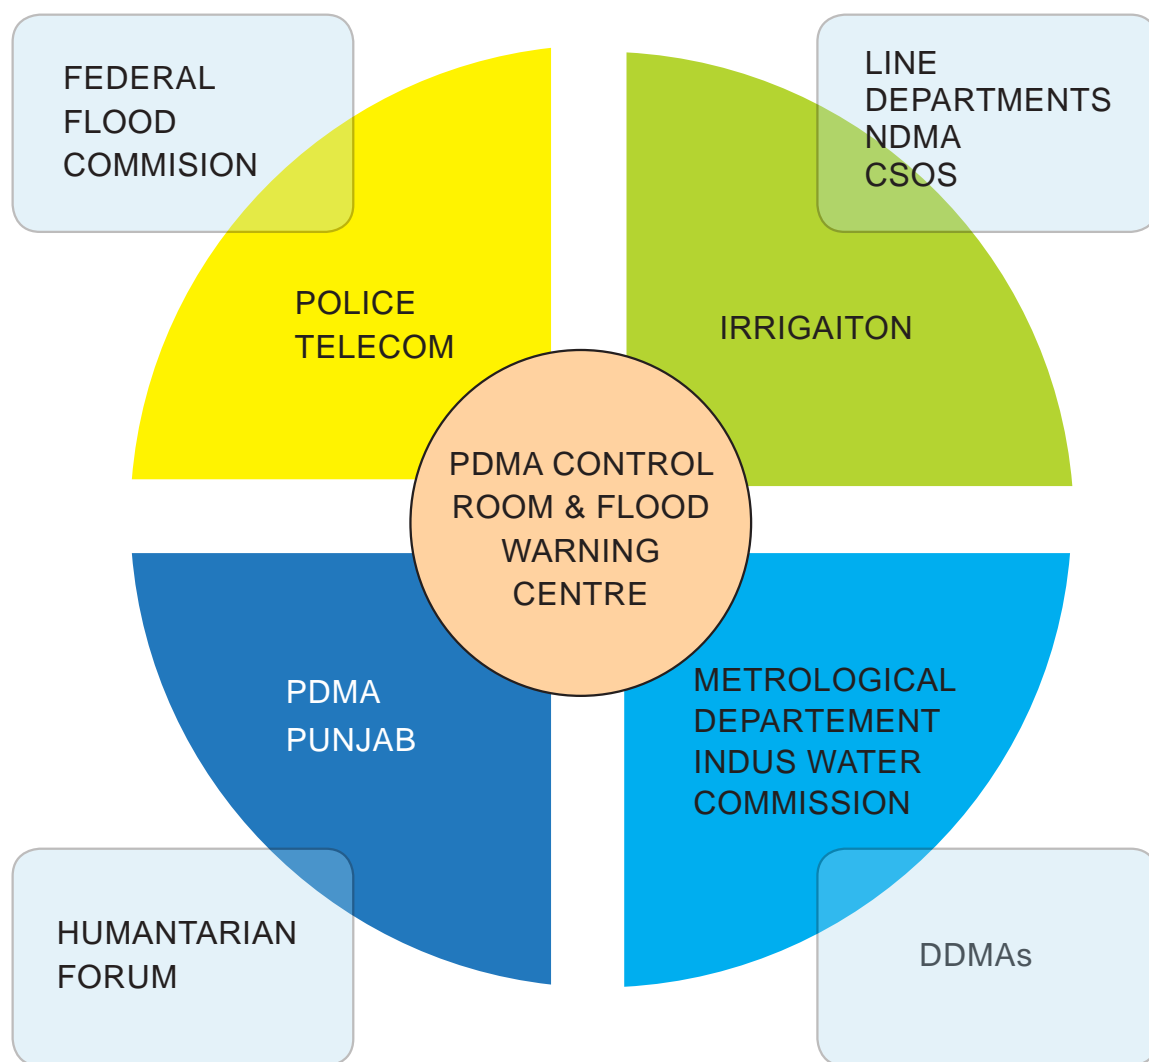 FEDERAL
FLOOD
COMMISION
LINE
DEPARTMENTS
NDMA
CSOS
POLICE
TELECOM
IRRIGAITON
PDMA CONTROL
ROOM & FLOOD
WARNING
CENTRE
PDMA
PUNJAB
METROLOGICAL
DEPARTEMENT
INDUS WATER
COMMISSION
HUMANTARIAN
FORUM
DDMAs